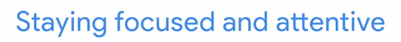 Staying focused and attentive